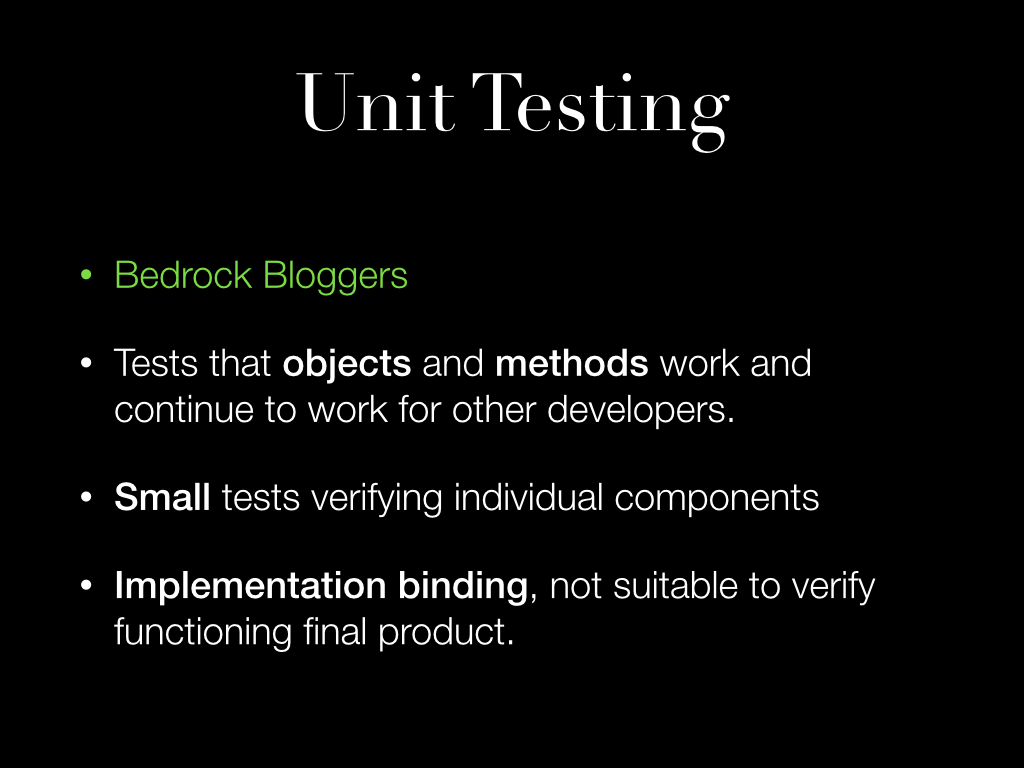 Unit Testing
• Bedrock Bloggers
• Tests that objects and methods work and
continue to work for other developers.
• Small tests verifying individual components
• Implementation binding, not suitable to verify
functioning final product.